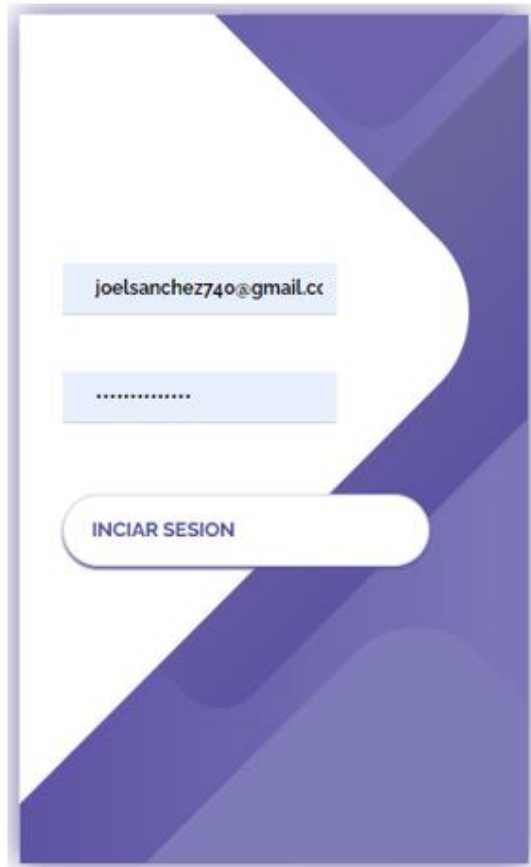 joelsanchez740@gmail.cc
••••••••••••••
INCIAR SESION